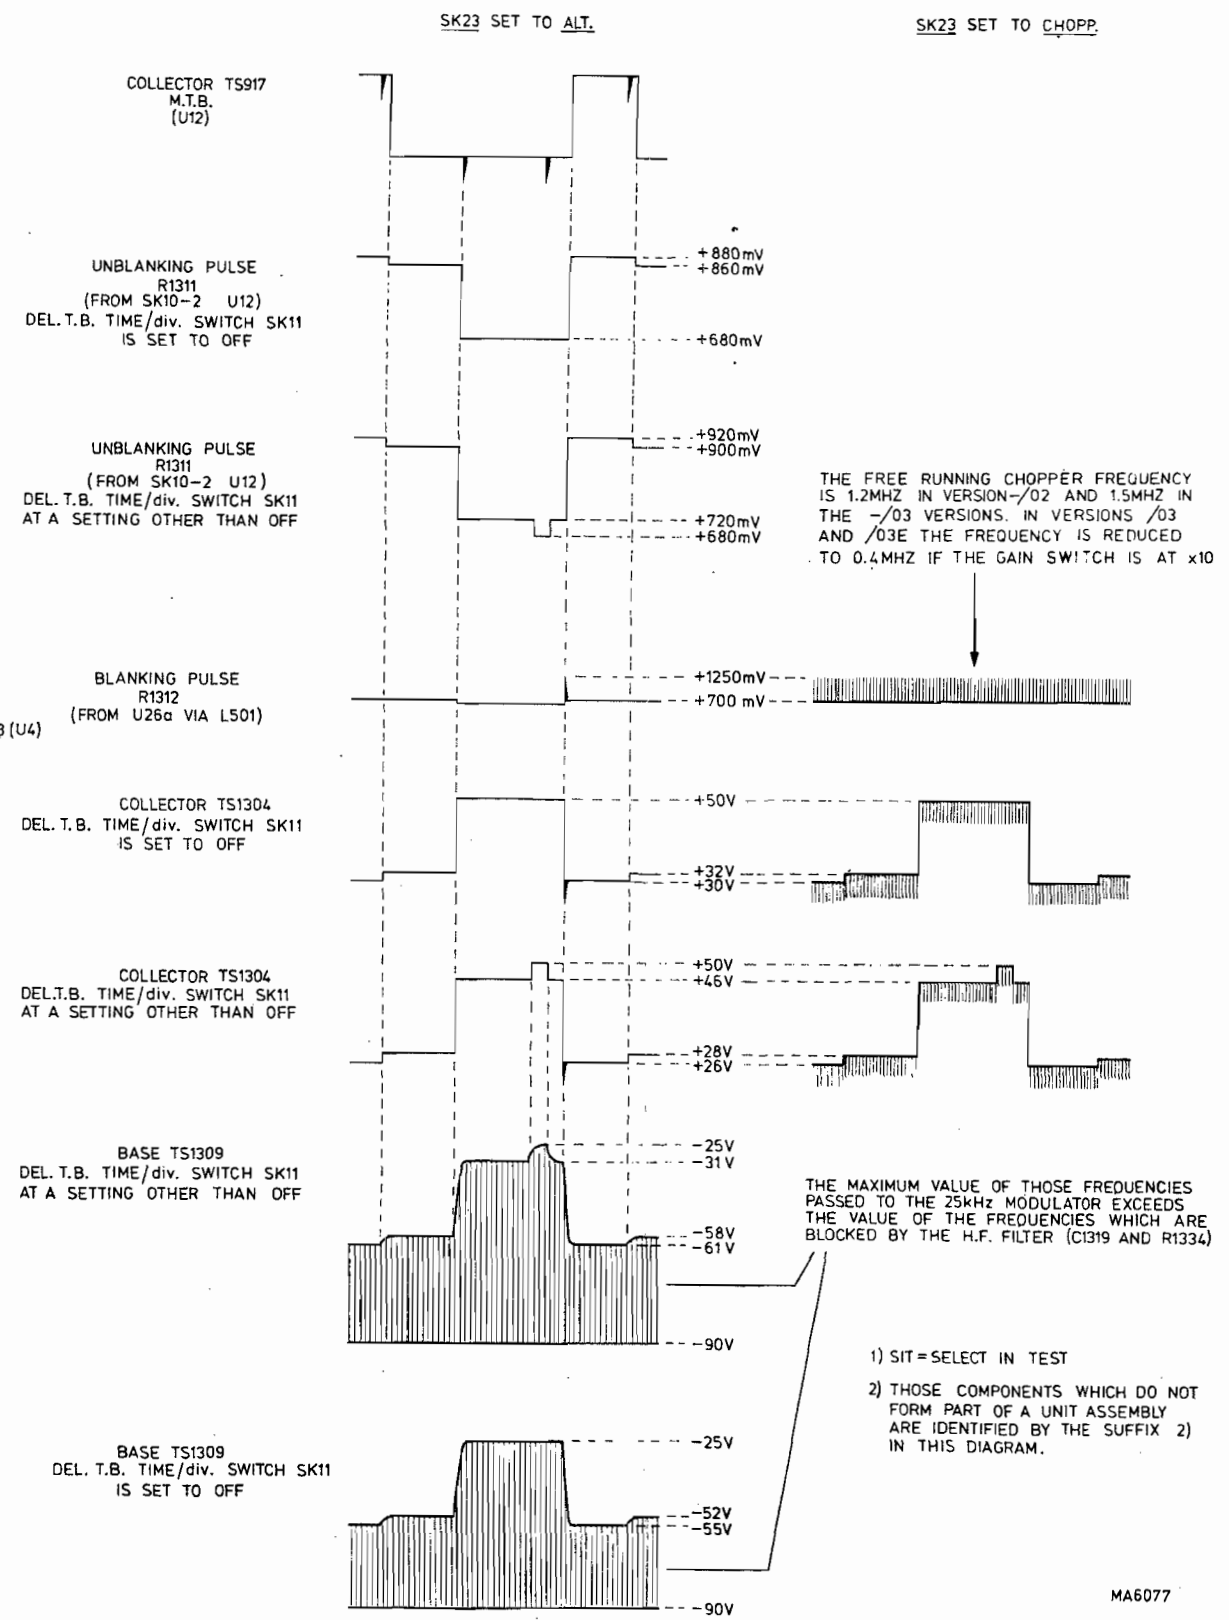 SK23 SET TO ALT.
SK23 SET TO CHOPP.
COLLECTOR TS917
M.T.B.
(U12)
UNBLANKING PULSE
R1311
(FROM SK10-2 U12)
DEL.T.B. TIME/div. SWITCH SK11
IS SET TO OFF
+880mV
+860mV
+680mV
UNBLANKING PULSE
R1311
(FROM SK10-2 U12)
DEL.T.B. TIME/div. SWITCH SK11
AT A SETTING OTHER THAN OFF
+920mV
+900mV
+720mV
+680mV
THE FREE RUNNING CHOPPER FREQUENCY
IS 1.2MHZ IN VERSION-/02 AND 1.5MHZ IN
THE -/03 VERSIONS. IN VERSIONS /03
AND /03E THE FREQUENCY IS REDUCED
TO 0.4MHZ IF THE GAIN SWITCH IS AT x10
BLANKING PULSE
R1312
(FROM U26a VIA L501)
(U4)
+1250mV
+700 mV
COLLECTOR TS1304
DEL.T.B. TIME/div. SWITCH SK11
IS SET TO OFF
+50V
+32V
+30V
COLLECTOR TS1304
DEL.T.B. TIME/div. SWITCH SK11
AT A SETTING OTHER THAN OFF
+50V
+46V
+28V
+26V
BASE TS1309
DEL.T.B. TIME/div. SWITCH SK11
AT A SETTING OTHER THAN OFF
-25V
-31V
-58V
-61V
-90V
THE MAXIMUM VALUE OF THOSE FREQUENCIES
PASSED TO THE 25kHz MODULATOR EXCEEDS
THE VALUE OF THE FREQUENCIES WHICH ARE
BLOCKED BY THE H.F. FILTER (C1319 AND R1334)
1) SIT=SELECT IN TEST
2) THOSE COMPONENTS WHICH DO NOT
FORM PART OF A UNIT ASSEMBLY
ARE IDENTIFIED BY THE SUFFIX 2)
IN THIS DIAGRAM.
BASE TS1309
DEL. T.B. TIME/div. SWITCH SK11
IS SET TO OFF
-25V
-52V
-55V
-90V
MA6077